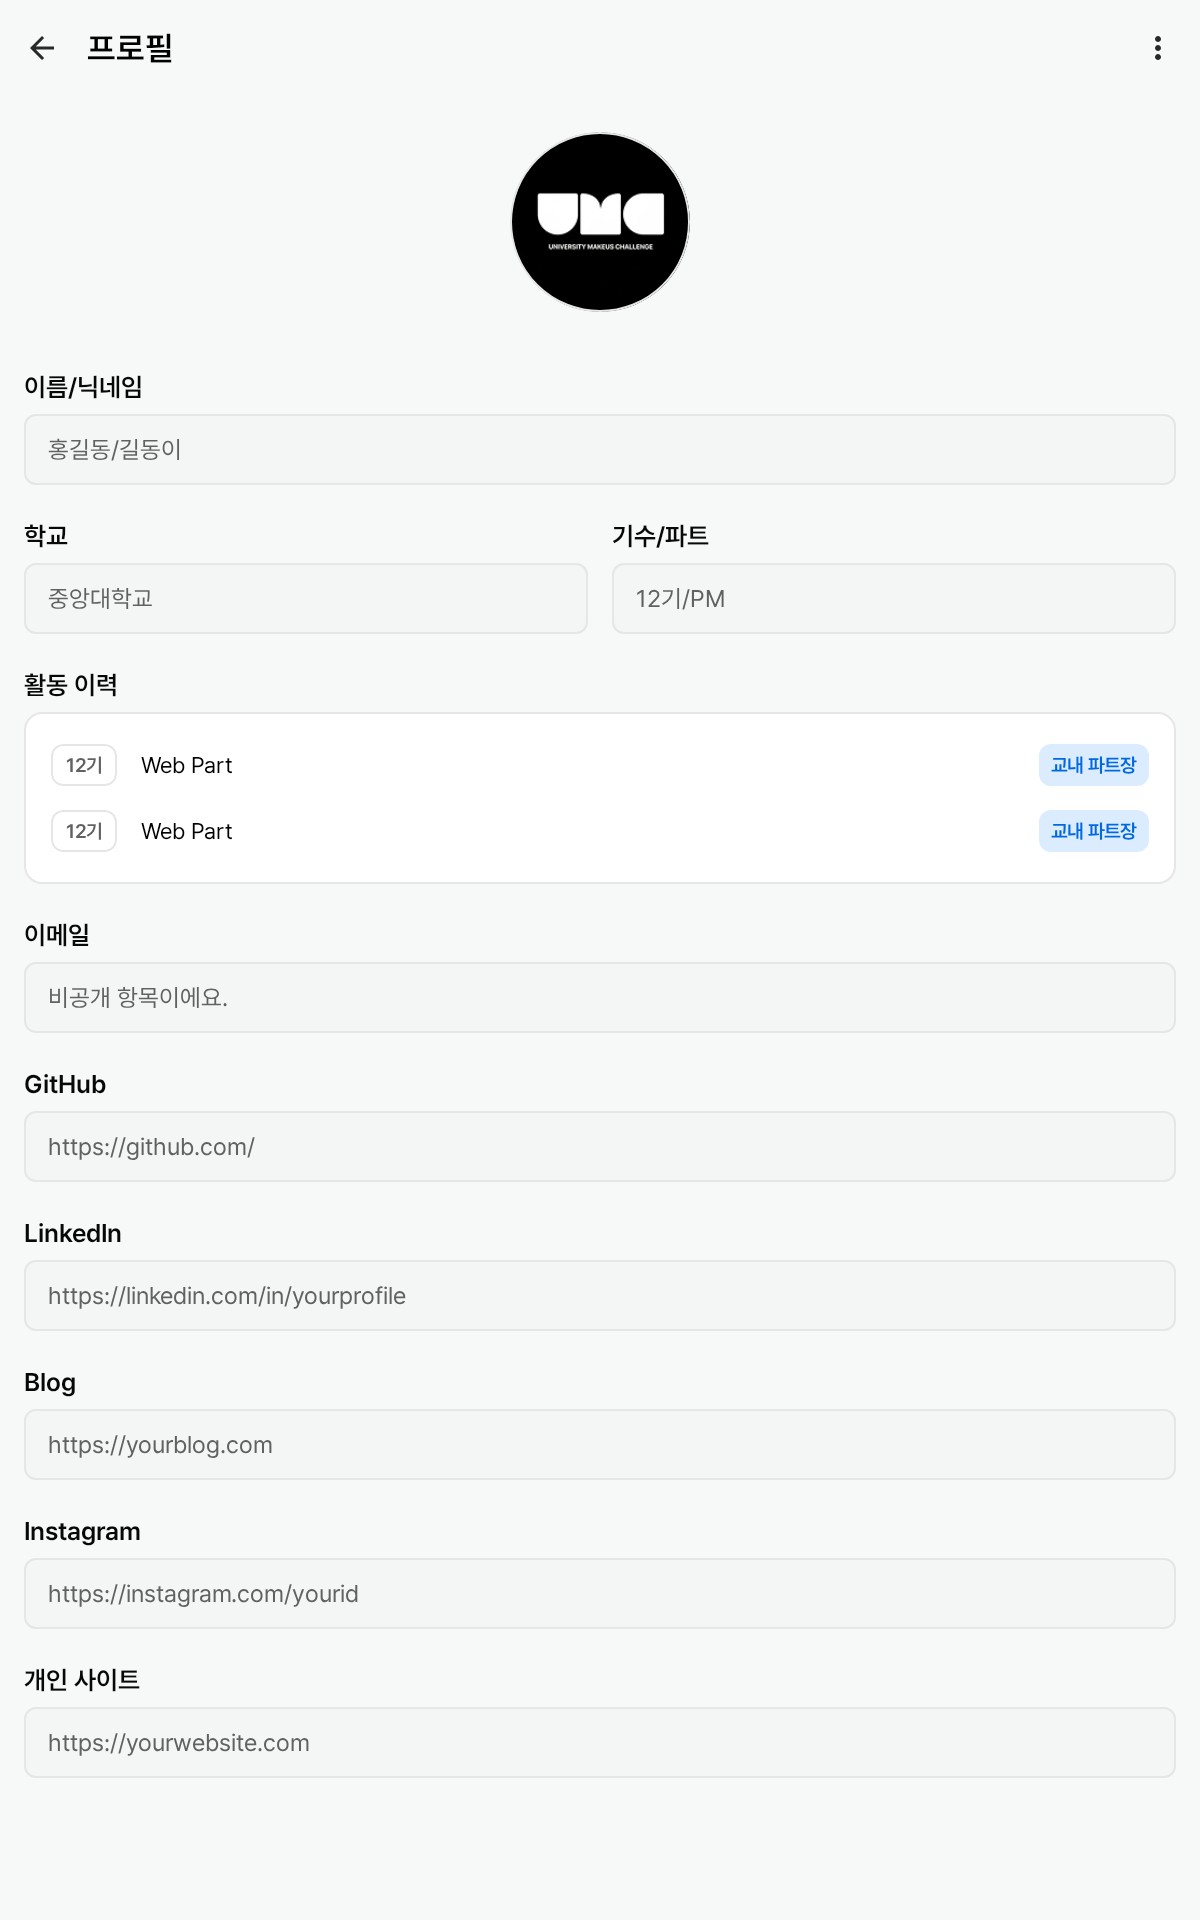 프로필
UMC
UNIVERSITY MAKEUS CHALLENGE
이름/닉네임
홍길동/길동이
학교
기수/파트
중앙대학교
12기/PM
활동 이력
12기 Web Part 교내 파트장
12기 Web Part 교내 파트장
이메일
비공개 항목이에요.
GitHub
https://github.com/
LinkedIn
https://linkedin.com/in/yourprofile
Blog
https://yourblog.com
Instagram
https://instagram.com/yourid
개인 사이트
https://yourwebsite.com